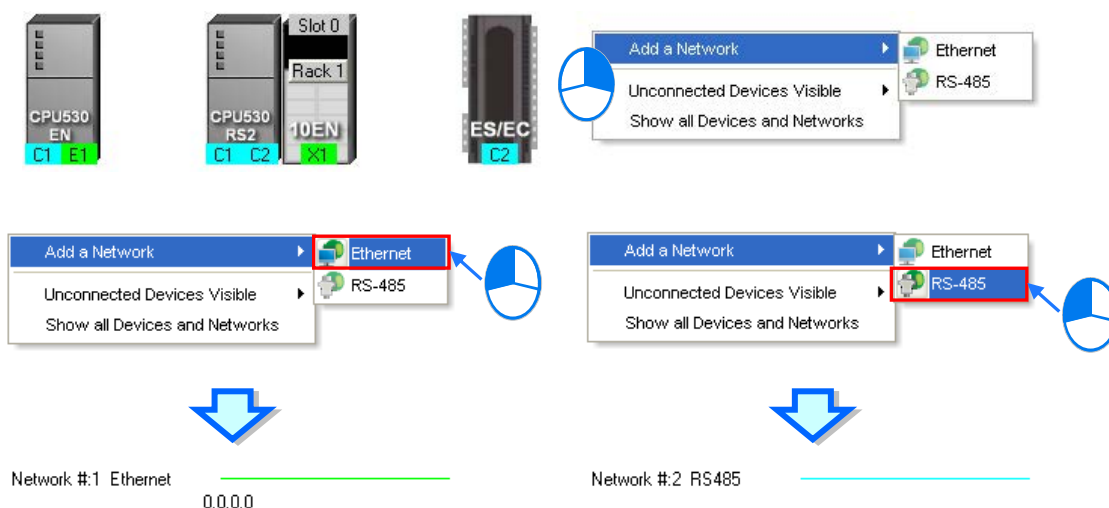 Slot 0
Rack 1
CPU530
EN
C1 E1
CPU530
RS2
C1 C2
10EN
X1
ES/EC
C2
Add a Network
Ethernet
RS-485
Unconnected Devices Visible
Show all Devices and Networks
Add a Network
Ethernet
RS-485
Unconnected Devices Visible
Show all Devices and Networks
Add a Network
Ethernet
RS-485
Unconnected Devices Visible
Show all Devices and Networks
Network #:1 Ethernet
0.0.0.0
Network #:2 RS485